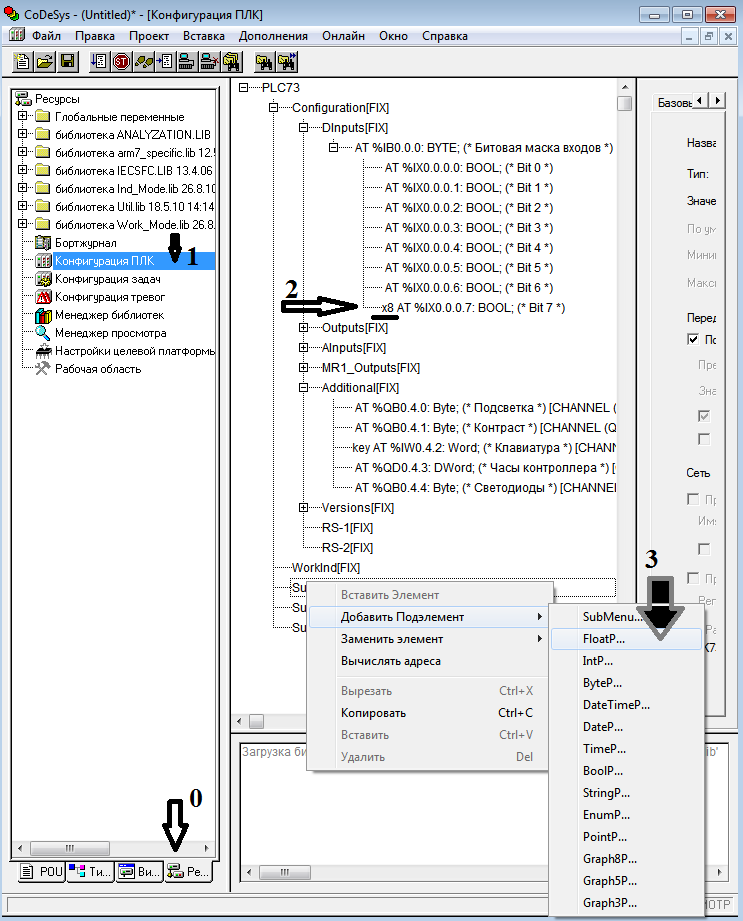 CoDeSys - (Untitled)* - [Конфигурация ПЛК]
Файл Правка Проект Вставка Дополнения Онлайн Окно Справка
Ресурсы
Глобальные переменные
библиотека ANALYZATION.LIB
библиотека arm7_specific.lib 12.5
библиотека IECSFC.LIB 13.4.06
библиотека Ind_Mode.lib 26.8.10
библиотека Util.lib 18.5.10 14:14
библиотека Work_Mode.lib 26.8.
Бортжурнал
1
Конфигурация ПЛК
Конфигурация задач
Конфигурация тревог
Менеджер библиотек
Менеджер просмотра
Настройки целевой платформы
Рабочая область
0
POU Ти... Ви... Ре...
PLC73
Configuration[FIX]
DInputs[FIX]
AT %IB0.0.0: BYTE; (* Битовая маска входов *)
AT %IX0.0.0.0: BOOL; (* Bit 0 *)
AT %IX0.0.0.1: BOOL; (* Bit 1 *)
AT %IX0.0.0.2: BOOL; (* Bit 2 *)
AT %IX0.0.0.3: BOOL; (* Bit 3 *)
AT %IX0.0.0.4: BOOL; (* Bit 4 *)
AT %IX0.0.0.5: BOOL; (* Bit 5 *)
AT %IX0.0.0.6: BOOL; (* Bit 6 *)
2
x8 AT %IX0.0.0.7: BOOL; (* Bit 7 *)
Outputs[FIX]
AInputs[FIX]
MR1_Outputs[FIX]
Additional[FIX]
AT %QB0.4.0: Byte; (* Подсветка *) [CHANNEL (
AT %QB0.4.1: Byte; (* Контраст *) [CHANNEL (Q
key AT %IW0.4.2: Word; (* Клавиатура *) [CHANN
AT %QD0.4.3: DWord; (* Часы контроллера *) [
AT %QB0.4.4: Byte; (* Светодиоды *) [CHANNEL
Versions[FIX]
RS-1[FIX]
RS-2[FIX]
WorkInd[FIX]
Su
Su
Su
Вставить Элемент
Добавить Подэлемент
Заменить элемент
Вычислять адреса
Вырезать Ctrl+X
Копировать Ctrl+C
Вставить Ctrl+V
Удалить Del
3
SubMenu...
FloatP...
IntP...
ByteP...
DateTimeP...
DateP...
TimeP...
BoolP...
StringP...
EnumP...
PointP...
Graph8P...
Graph5P...
Graph3P...
Базовы
Назва
Тип:
Значе
По ум
Мини
Макс
Перед
По
Пре
Зна
Сеть
Пр
Им
Пр
Рег
Ра
Загрузка би
lib'
МОТР